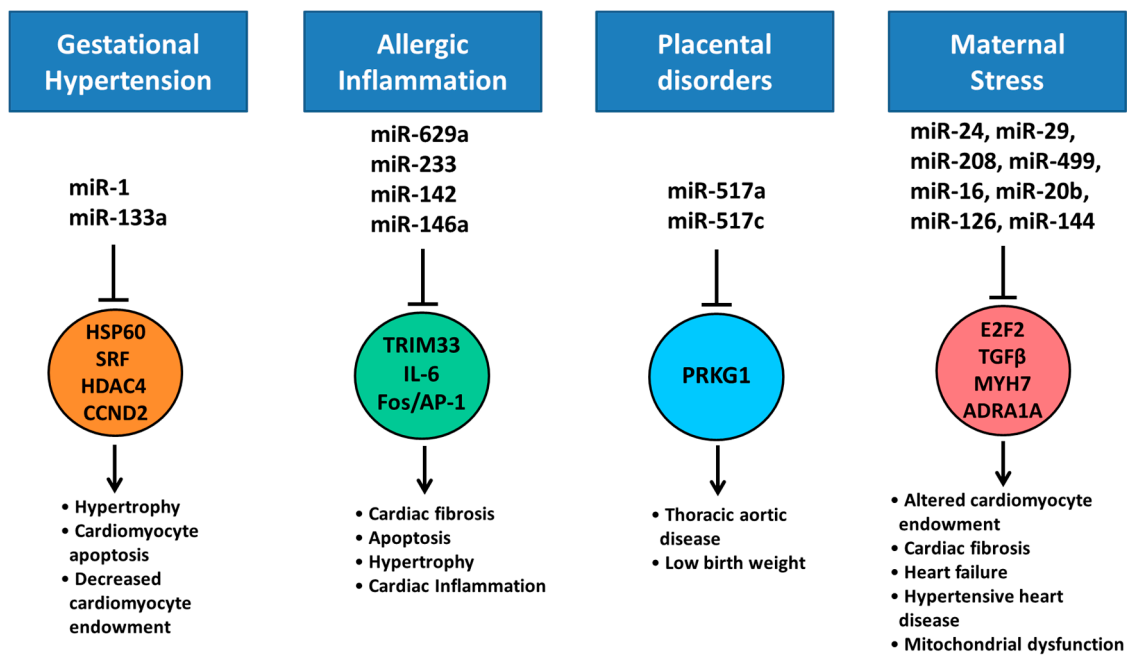 Gestational
Hypertension
miR-1
miR-133a
HSP60
SRF
HDAC4
CCND2
• Hypertrophy
• Cardiomyocyte
apoptosis
• Decreased
cardiomyocyte
endowment
Allergic
Inflammation
miR-629a
miR-233
miR-142
miR-146a
TRIM33
IL-6
Fos/AP-1
• Cardiac fibrosis
• Apoptosis
• Hypertrophy
• Cardiac Inflammation
Placental
disorders
miR-517a
miR-517c
PRKG1
• Thoracic aortic
disease
• Low birth weight
Maternal
Stress
miR-24, miR-29,
miR-208, miR-499,
miR-16, miR-20b,
miR-126, miR-144
E2F2
TGFβ
MYH7
ADRA1A
• Altered cardiomyocyte
endowment
• Cardiac fibrosis
• Heart failure
• Hypertensive heart
disease
• Mitochondrial dysfunction